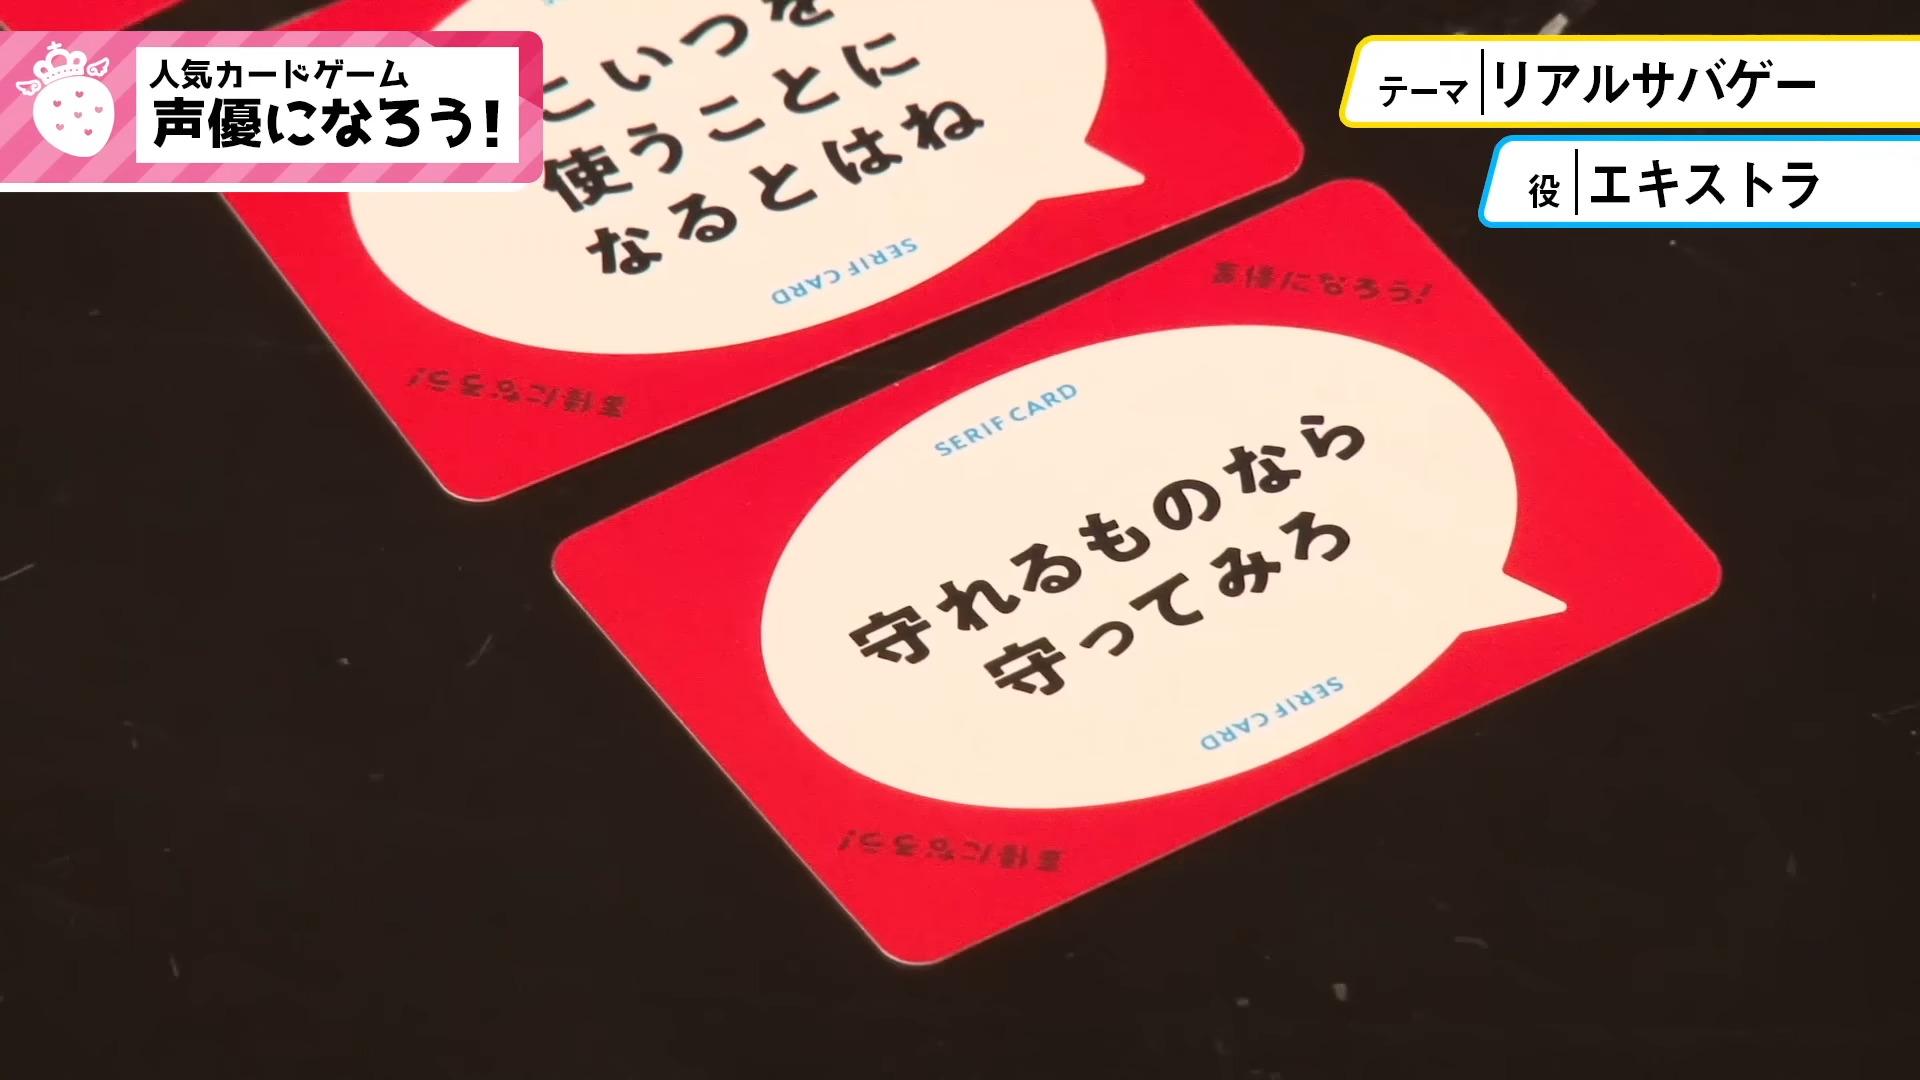 人気カードゲーム
声優になろう!
テーマ リアルサバゲー
役 エキストラ
こいつを
使うことに
なるとはね
SERIF CARD
声優になろう!
声優になろう!
SERIF CARD
守れるものなら
守ってみろ
SERIF CARD
声優になろう!